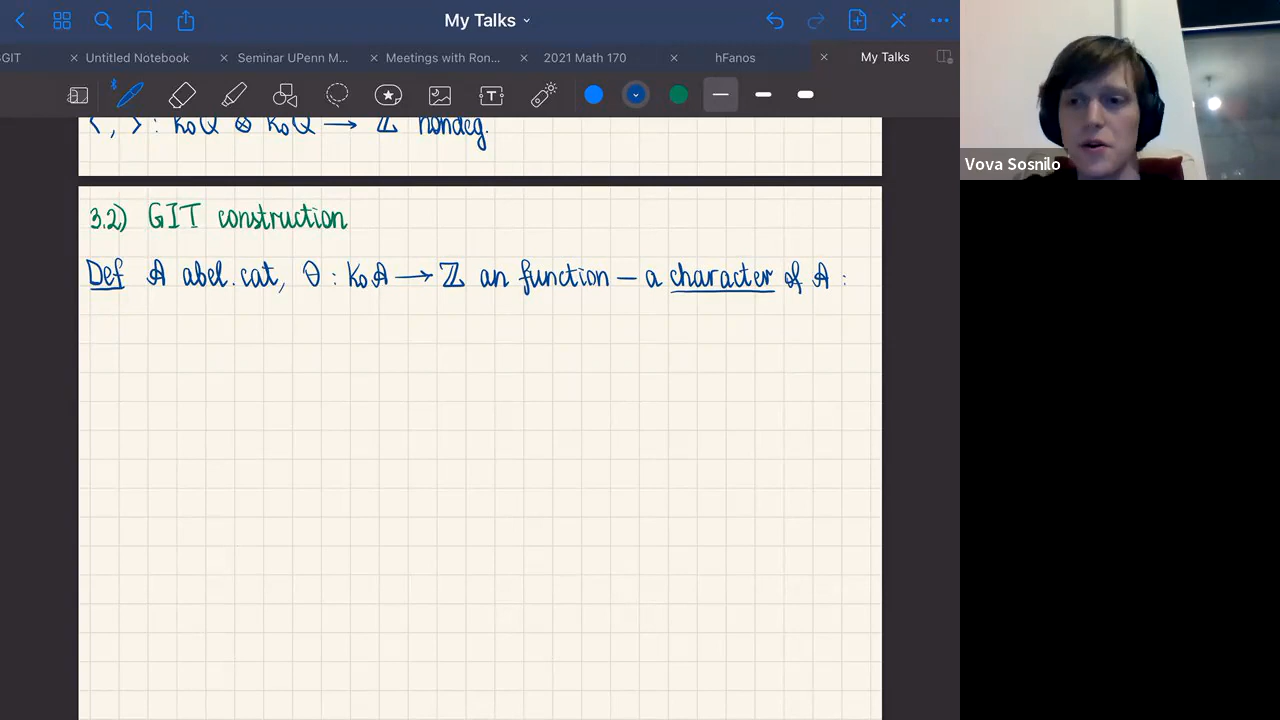 My Talks
GIT
Untitled Notebook
Seminar UPenn M...
Meetings with Ron...
2021 Math 170
hFanos
My Talks
< , > : K₀Q ⊗ K₀Q → ℤ nondeg.
Vova Sosnilo
3.2) GIT construction
Def 𝔸 abel. cat, θ : K₀𝔸 → ℤ an function – a character of 𝔸 :